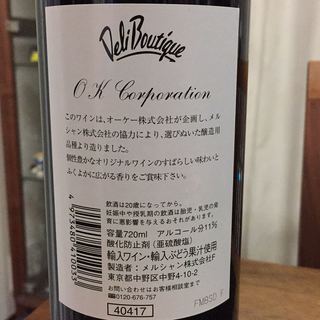 Deli Boutique
OK Corporation
このワインは、オーケー株式会社が企画し、メル
シャン株式会社の協力により、選びぬいた醸造用
品種より造りました。
個性豊かなオリジナルワインのすばらしい味わいと
ふくよかに広がる香りをご賞味下さい。
飲酒は20歳になってから。
妊娠中や授乳期の飲酒は胎児・乳児の発
育に悪影響を与えるおそれがあります。
容量720ml アルコール分11%
酸化防止剤(亜硫酸塩)
輸入ワイン・輸入ぶどう果汁使用
製造者:メルシャン株式会社F
東京都中野区中野4-10-2
お問い合わせはお客様相談室まで
0120-676-757
40417
4 973480 410033
FMBSD F